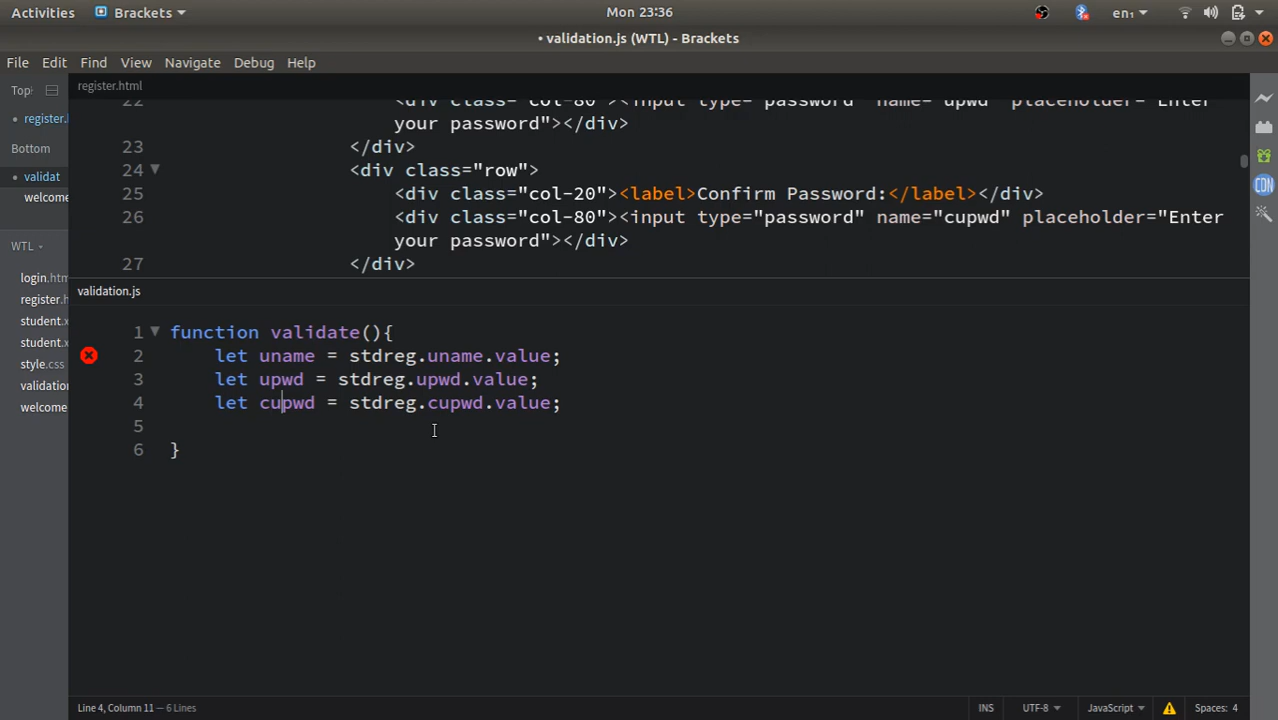 Activities Brackets Mon 23:36 en₁
• validation.js (WTL) - Brackets
File Edit Find View Navigate Debug Help
Top
register.
Bottom
validat
welcome
WTL
login.htm
register.h
student.x
student.x
style.css
validation
welcome
register.html
22 <div class="col-80"><input type="password" name="upwd" placeholder="Enter
your password"></div>
23 </div>
24 <div class="row">
25 <div class="col-20"><label>Confirm Password:</label></div>
26 <div class="col-80"><input type="password" name="cupwd" placeholder="Enter
your password"></div>
27 </div>
validation.js
1 function validate(){
2 let uname = stdreg.uname.value;
3 let upwd = stdreg.upwd.value;
4 let cupwd = stdreg.cupwd.value;
5
6 }
CDN
Line 4, Column 11 — 6 Lines INS UTF-8 JavaScript Spaces: 4